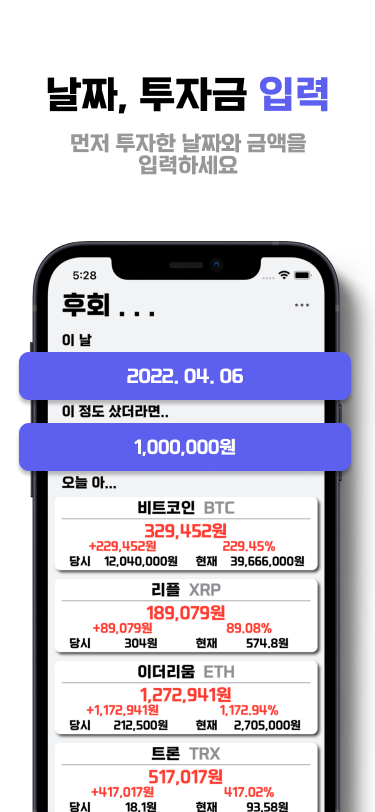 날짜, 투자금 입력
먼저 투자한 날짜와 금액을
입력하세요
5:28
후회 . . .
이 날
2022. 04. 06
이 정도 샀더라면..
1,000,000원
오늘 아...
비트코인 BTC
329,452원
+229,452원 229.45%
당시 12,040,000원 현재 39,666,000원
리플 XRP
189,079원
+89,079원 89.08%
당시 304원 현재 574.8원
이더리움 ETH
1,272,941원
+1,172,941원 1,172.94%
당시 212,500원 현재 2,705,000원
트론 TRX
517,017원
+417,017원 417.02%
당시 18.1원 현재 93.58원